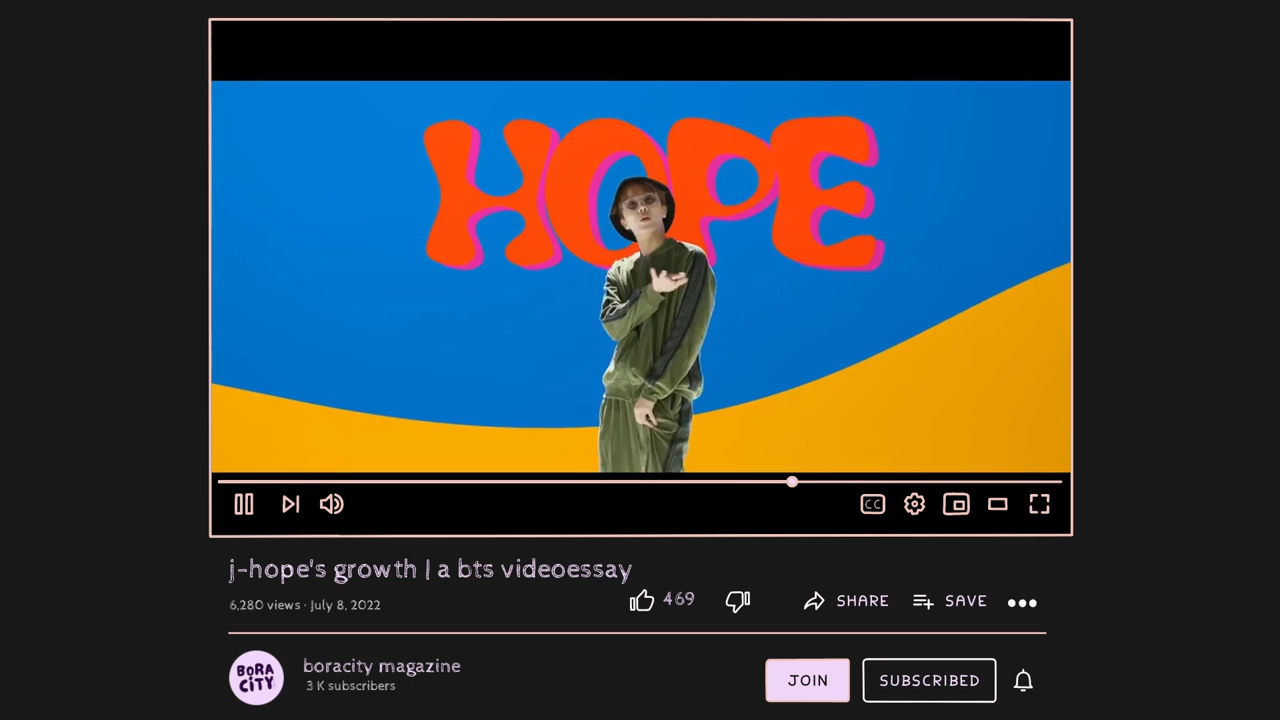 HOPE
CC
j-hope's growth | a bts videoessay
6,280 views · July 8, 2022
469
SHARE
SAVE
BORA
CITY
boracity magazine
3 K subscribers
JOIN
SUBSCRIBED